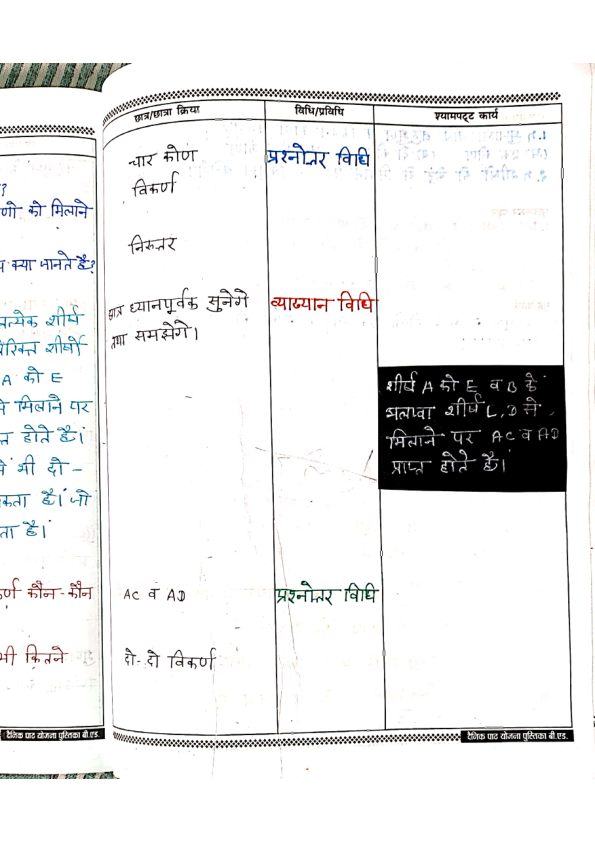 ?
णो को मिलाने
क्या जानते है?
प्रत्येक शीर्ष
शीर्षो
A को E
मिलाने पर
होते है।
भी दो -
है। जो
है।
कौन-कौन
कितने
दैनिक पाठ योजना पुस्तिका बी.एड.
छात्र/छात्रा क्रिया विधि/प्रविधि श्यामपट्ट कार्य
चार कोण प्रश्नोतर विधि
विकर्ण
निरूतर
छात्र ध्यानपूर्वक सुनेगे व्याख्यान विधि
तथा समझेगे।
शीर्ष A को E व B के
अलावा शीर्ष C, D से
मिलाने पर AC व AD
प्राप्त होते है।
AC व AD प्रश्नोतर विधि
दो-दो विकर्ण
दैनिक पाठ योजना पुस्तिका बी.एड.